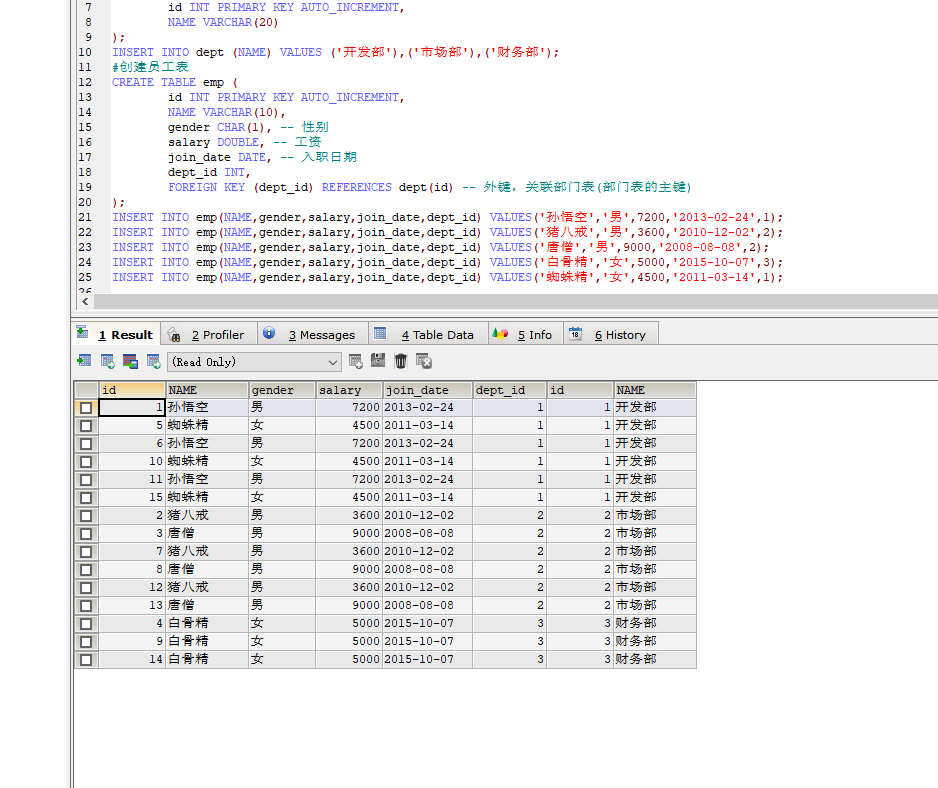 7 id INT PRIMARY KEY AUTO_INCREMENT,
8 NAME VARCHAR(20)
9 );
10 INSERT INTO dept (NAME) VALUES ('开发部'),('市场部'),('财务部');
11 #创建员工表
12 CREATE TABLE emp (
13 id INT PRIMARY KEY AUTO_INCREMENT,
14 NAME VARCHAR(10),
15 gender CHAR(1), -- 性别
16 salary DOUBLE, -- 工资
17 join_date DATE, -- 入职日期
18 dept_id INT,
19 FOREIGN KEY (dept_id) REFERENCES dept(id) -- 外键，关联部门表(部门表的主键)
20 );
21 INSERT INTO emp(NAME,gender,salary,join_date,dept_id) VALUES('孙悟空','男',7200,'2013-02-24',1);
22 INSERT INTO emp(NAME,gender,salary,join_date,dept_id) VALUES('猪八戒','男',3600,'2010-12-02',2);
23 INSERT INTO emp(NAME,gender,salary,join_date,dept_id) VALUES('唐僧','男',9000,'2008-08-08',2);
24 INSERT INTO emp(NAME,gender,salary,join_date,dept_id) VALUES('白骨精','女',5000,'2015-10-07',3);
25 INSERT INTO emp(NAME,gender,salary,join_date,dept_id) VALUES('蜘蛛精','女',4500,'2011-03-14',1);
26
1 Result 2 Profiler 3 Messages 4 Table Data 5 Info 18 6 History
(Read Only)
id NAME gender salary join_date dept_id id NAME
1 孙悟空 男 7200 2013-02-24 1 1 开发部
5 蜘蛛精 女 4500 2011-03-14 1 1 开发部
6 孙悟空 男 7200 2013-02-24 1 1 开发部
10 蜘蛛精 女 4500 2011-03-14 1 1 开发部
11 孙悟空 男 7200 2013-02-24 1 1 开发部
15 蜘蛛精 女 4500 2011-03-14 1 1 开发部
2 猪八戒 男 3600 2010-12-02 2 2 市场部
3 唐僧 男 9000 2008-08-08 2 2 市场部
7 猪八戒 男 3600 2010-12-02 2 2 市场部
8 唐僧 男 9000 2008-08-08 2 2 市场部
12 猪八戒 男 3600 2010-12-02 2 2 市场部
13 唐僧 男 9000 2008-08-08 2 2 市场部
4 白骨精 女 5000 2015-10-07 3 3 财务部
9 白骨精 女 5000 2015-10-07 3 3 财务部
14 白骨精 女 5000 2015-10-07 3 3 财务部